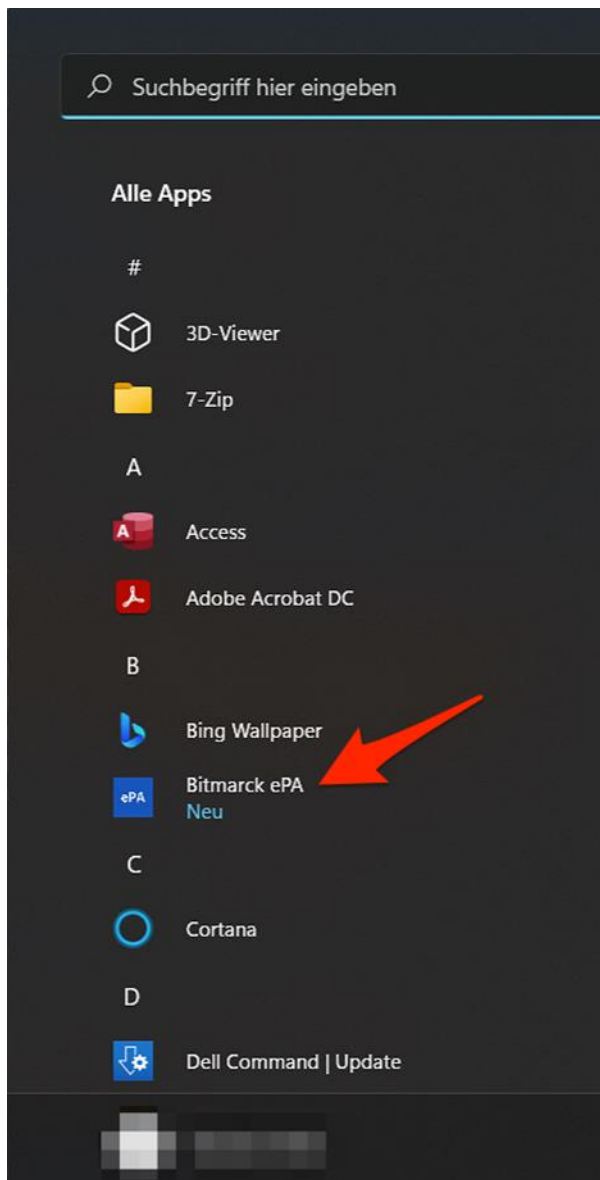 Suchbegriff hier eingeben
Alle Apps
#
3D-Viewer
7-Zip
A
A
Access
Adobe Acrobat DC
B
Bing Wallpaper
ePA
Bitmarck ePA
Neu
C
Cortana
D
Dell Command | Update